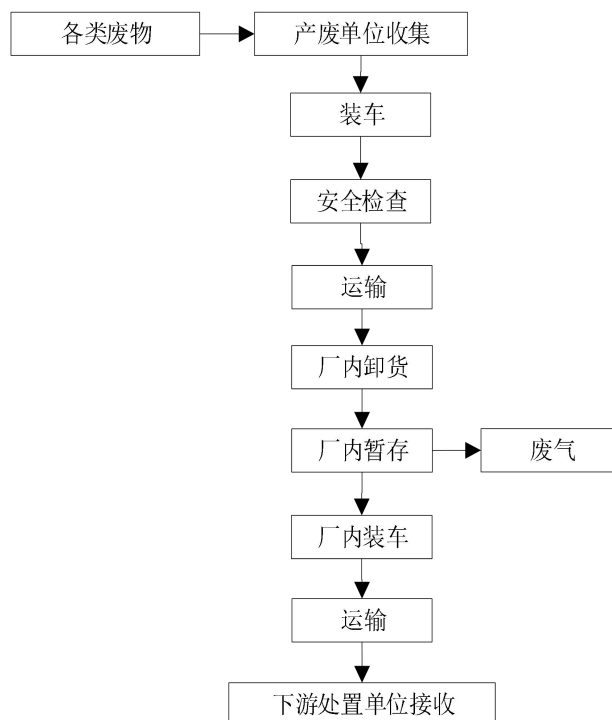 各类废物
产废单位收集
装车
安全检查
运输
厂内卸货
厂内暂存
废气
厂内装车
运输
下游处置单位接收